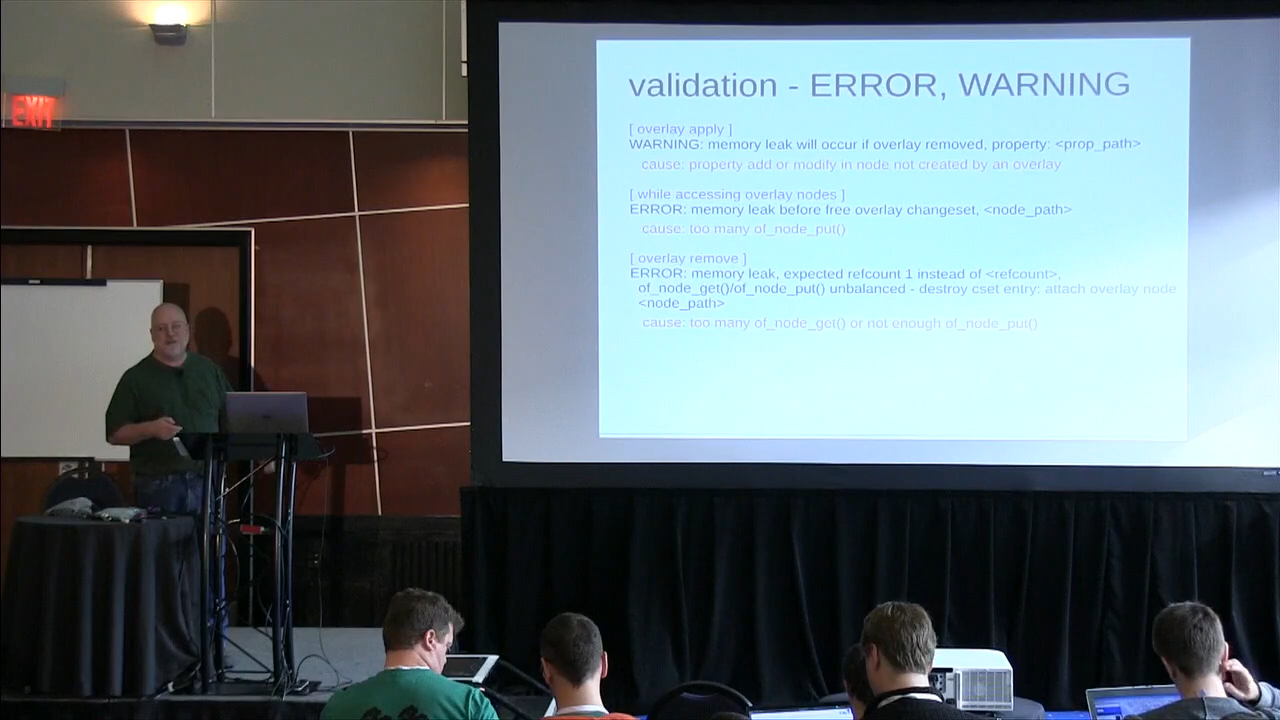 EXIT
validation - ERROR, WARNING
[ overlay apply ]
WARNING: memory leak will occur if overlay removed, property: <prop_path>
cause: property add or modify in node not created by an overlay
[ while accessing overlay nodes ]
ERROR: memory leak before free overlay changeset, <node_path>
cause: too many of_node_put()
[ overlay remove ]
ERROR: memory leak, expected refcount 1 instead of <refcount>,
of_node_get()/of_node_put() unbalanced - destroy cset entry: attach overlay node
<node_path>
cause: too many of_node_get() or not enough of_node_put()